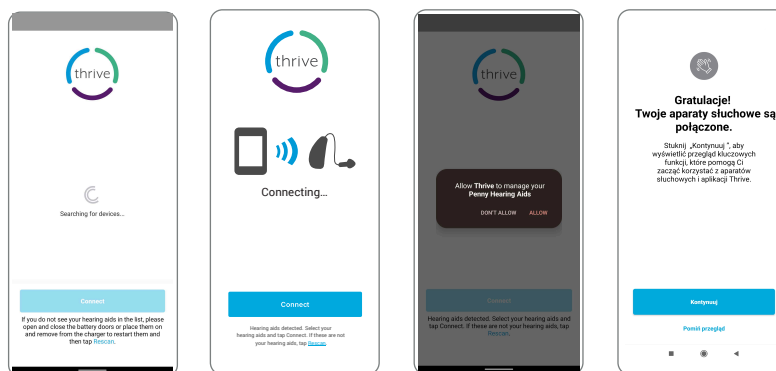 thrive
Searching for devices...
Connect
If you do not see your hearing aids in the list, please
open and close the battery doors or place them on
and remove from the charger to restart them and
then tap Rescan.
thrive
Connecting...
Connect
Hearing aids detected. Select your
hearing aids and tap Connect. If these are not
your hearing aids, tap Rescan.
thrive
Allow Thrive to manage your
Penny Hearing Aids
DON'T ALLOW ALLOW
Connect
Hearing aids detected. Select your hearing aids and
tap Connect. If these are not your hearing aids, tap
Rescan.
Gratulacje!
Twoje aparaty słuchowe są
połączone.
Stuknij „Kontynuuj ", aby
wyświetlić przegląd kluczowych
funkcji, które pomogą Ci
zacząć korzystać z aparatów
słuchowych i aplikacji Thrive.
Kontynuuj
Pomiń przegląd